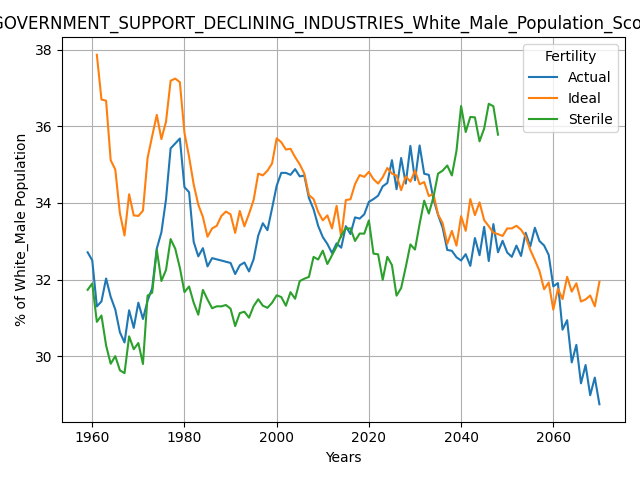 GOVERNMENT_SUPPORT_DECLINING_INDUSTRIES_White_Male_Population_Sco
Fertility
Actual
Ideal
Sterile
% of White_Male Population
38
36
34
32
30
1960 1980 2000 2020 2040 2060
Years